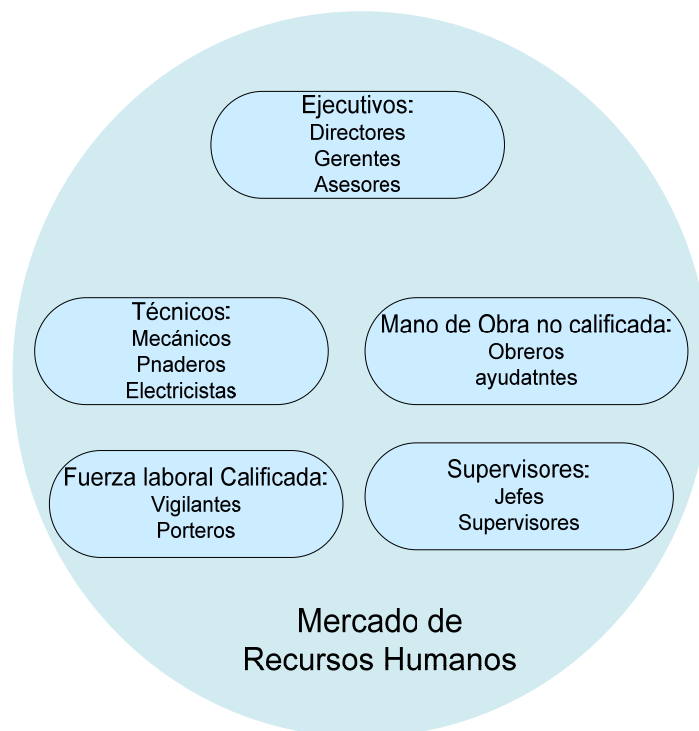 Ejecutivos:
Directores
Gerentes
Asesores
Técnicos:
Mecánicos
Pnaderos
Electricistas
Mano de Obra no calificada:
Obreros
ayudatntes
Fuerza laboral Calificada:
Vigilantes
Porteros
Supervisores:
Jefes
Supervisores
Mercado de
Recursos Humanos